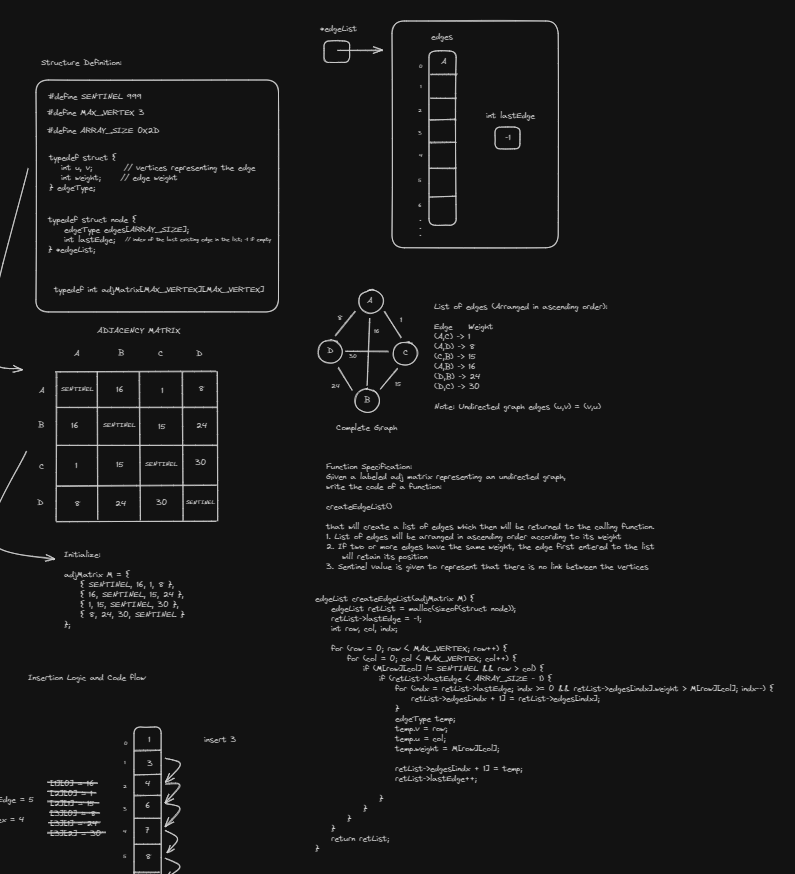 Structure Definition:
#define SENTINEL 999
#define MAX_VERTEX 3
#define ARRAY_SIZE 0x2D
typedef struct {
int u, v; // vertices representing the edge
int weight; // edge weight
} edgeType;
typedef struct node {
edgeType edges[ARRAY_SIZE];
int lastEdge; // index of the last existing edge in the list; -1 if empty
} *edgeList;
typedef int adjMatrix[MAX_VERTEX][MAX_VERTEX]
*edgeList
edges
0 A
1
2
3
4
5
6
.
.
.
int lastEdge
-1
ADJACENCY MATRIX
A B C D
A SENTINEL 16 1 8
B 16 SENTINEL 15 24
C 1 15 SENTINEL 30
D 8 24 30 SENTINEL
A
8 1
16
D 30 C
24 15
B
Complete Graph
List of edges (Arranged in ascending order):
Edge Weight
(A,C) -> 1
(A,D) -> 8
(C,B) -> 15
(A,B) -> 16
(D,B) -> 24
(D,C) -> 30
Note: Undirected graph edges (u,v) = (v,u)
Initialize:
adjMatrix M = {
{ SENTINEL, 16, 1, 8 },
{ 16, SENTINEL, 15, 24 },
{ 1, 15, SENTINEL, 30 },
{ 8, 24, 30, SENTINEL }
};
Function Specification:
Given a labeled adj matrix representing an undirected graph,
write the code of a function:
createEdgeList()
that will create a list of edges which then will be returned to the calling function.
1. List of edges will be arranged in ascending order according to its weight
2. If two or more edges have the same weight, the edge first entered to the list
will retain its position
3. Sentinel value is given to represent that there is no link between the vertices
edgeList createEdgeList(adjMatrix M) {
edgeList retList = malloc(sizeof(struct node));
retList->lastEdge = -1;
int row, col, indx;
for (row = 0; row < MAX_VERTEX; row++) {
for (col = 0; col < MAX_VERTEX; col++) {
if (M[row][col] != SENTINEL && row > col) {
if (retList->lastEdge < ARRAY_SIZE - 1) {
for (indx = retList->lastEdge; indx >= 0 && retList->edges[indx].weight > M[row][col]; indx--) {
retList->edges[indx + 1] = retList->edges[indx];
}
edgeType temp;
temp.v = row;
temp.u = col;
temp.weight = M[row][col];
retList->edges[indx + 1] = temp;
retList->lastEdge++;
}
}
}
}
return retList;
}
Insertion Logic and Code flow
insert 3
0 1
1 3
2 4
3 6
4 7
5 8
[1][0] = 16
[2][0] = 1
[2][1] = 15
[3][0] = 8
[3][1] = 24
[3][2] = 30
Edge = 5
ex = 4